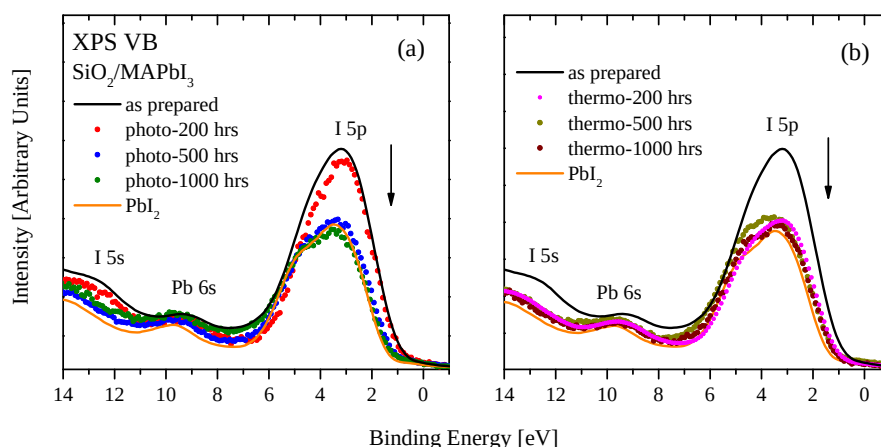 XPS VB
(a)
SiO₂/MAPbI₃
as prepared
photo-200 hrs
photo-500 hrs
photo-1000 hrs
PbI₂
I 5p
I 5s
Pb 6s
14 12 10 8 6 4 2 0
(b)
as prepared
thermo-200 hrs
thermo-500 hrs
thermo-1000 hrs
PbI₂
I 5p
I 5s
Pb 6s
14 12 10 8 6 4 2 0
Intensity [Arbitrary Units]
Binding Energy [eV]